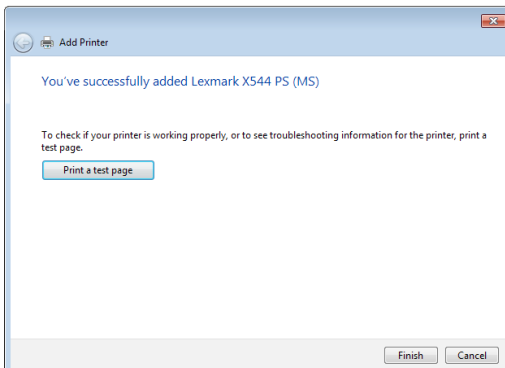 Add Printer
You've successfully added Lexmark X544 PS (MS)
To check if your printer is working properly, or to see troubleshooting information for the printer, print a
test page.
Print a test page
Finish Cancel